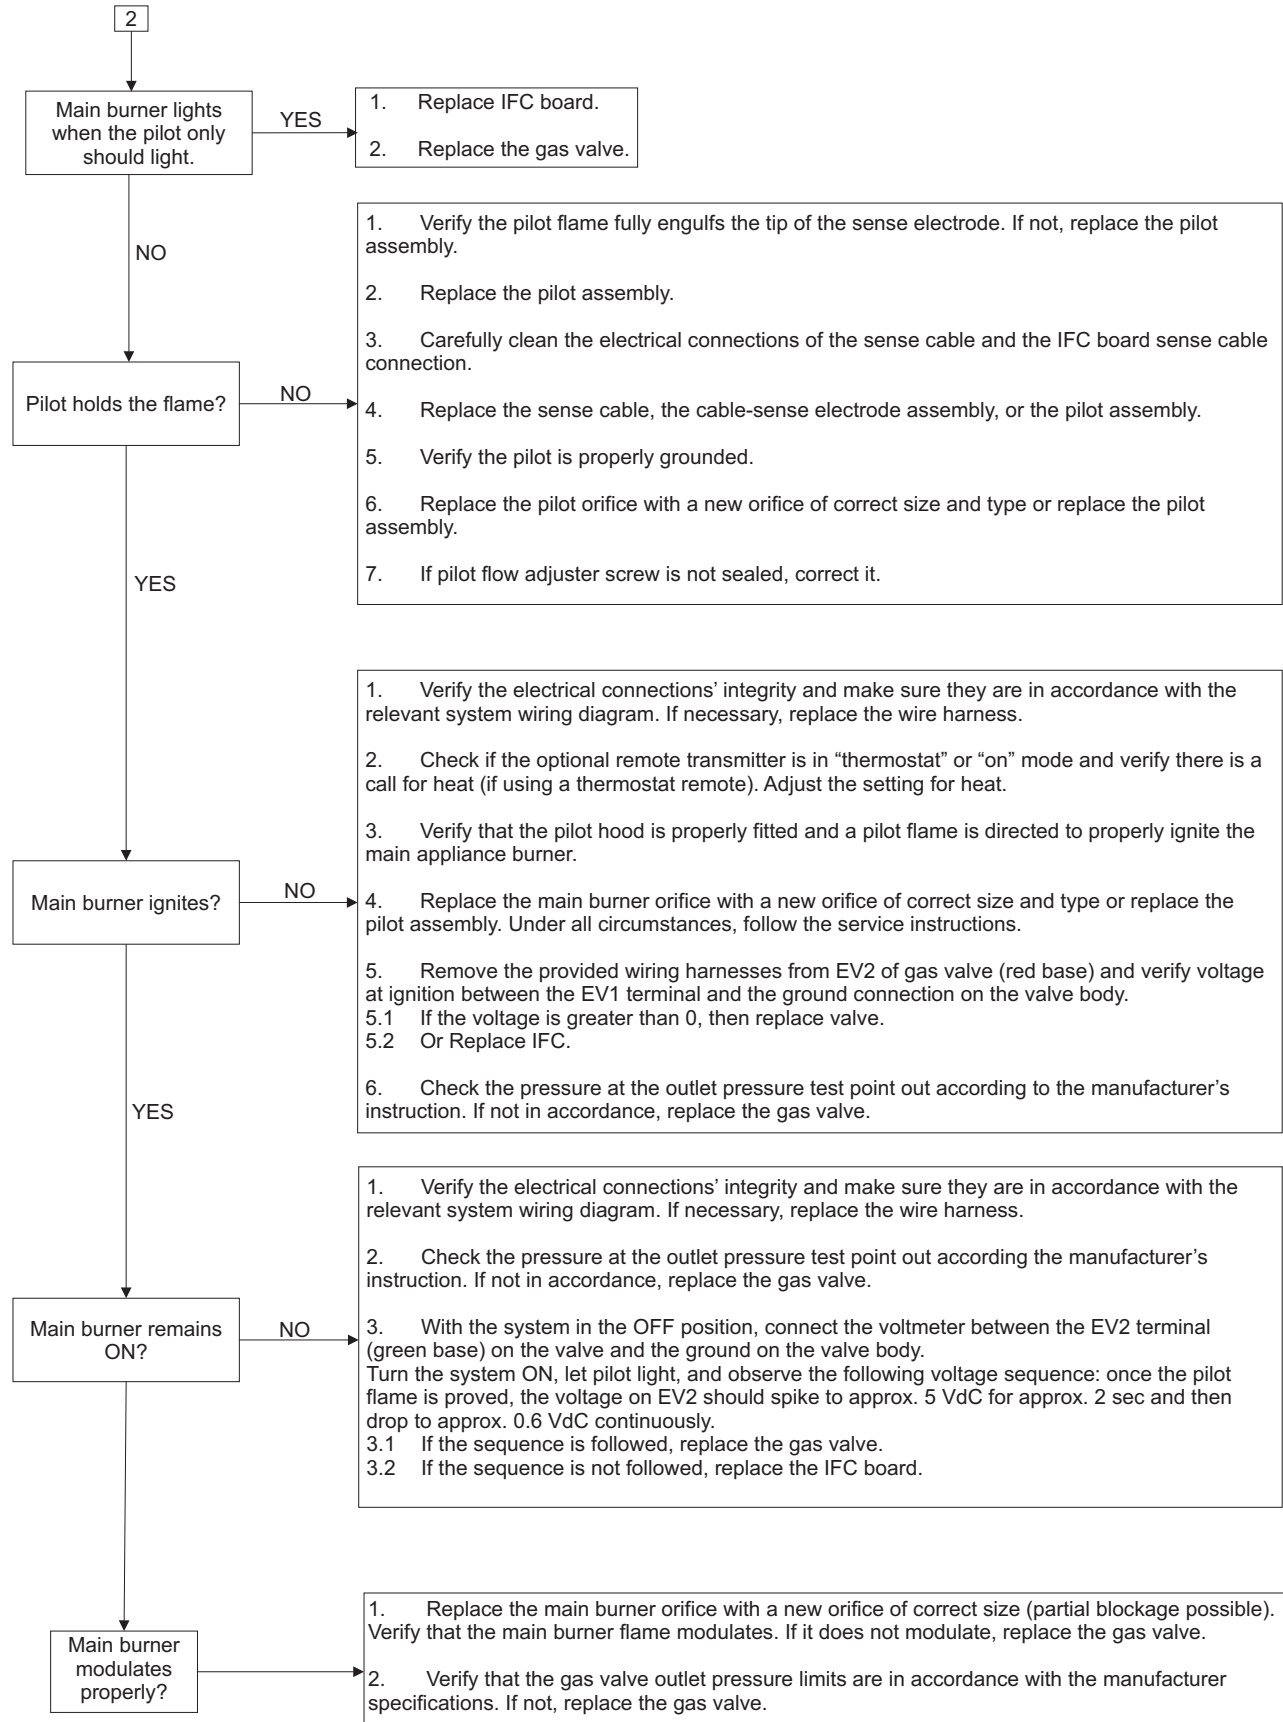 2
Main burner lights
when the pilot only
should light.
YES
1. Replace IFC board.
2. Replace the gas valve.
NO
1. Verify the pilot flame fully engulfs the tip of the sense electrode. If not, replace the pilot
assembly.
2. Replace the pilot assembly.
3. Carefully clean the electrical connections of the sense cable and the IFC board sense cable
connection.
4. Replace the sense cable, the cable-sense electrode assembly, or the pilot assembly.
5. Verify the pilot is properly grounded.
6. Replace the pilot orifice with a new orifice of correct size and type or replace the pilot
assembly.
7. If pilot flow adjuster screw is not sealed, correct it.
Pilot holds the flame?
NO
YES
1. Verify the electrical connections’ integrity and make sure they are in accordance with the
relevant system wiring diagram. If necessary, replace the wire harness.
2. Check if the optional remote transmitter is in “thermostat” or “on” mode and verify there is a
call for heat (if using a thermostat remote). Adjust the setting for heat.
3. Verify that the pilot hood is properly fitted and a pilot flame is directed to properly ignite the
main appliance burner.
4. Replace the main burner orifice with a new orifice of correct size and type or replace the
pilot assembly. Under all circumstances, follow the service instructions.
5. Remove the provided wiring harnesses from EV2 of gas valve (red base) and verify voltage
at ignition between the EV1 terminal and the ground connection on the valve body.
5.1 If the voltage is greater than 0, then replace valve.
5.2 Or Replace IFC.
6. Check the pressure at the outlet pressure test point out according to the manufacturer’s
instruction. If not in accordance, replace the gas valve.
Main burner ignites?
NO
YES
1. Verify the electrical connections’ integrity and make sure they are in accordance with the
relevant system wiring diagram. If necessary, replace the wire harness.
2. Check the pressure at the outlet pressure test point out according the manufacturer’s
instruction. If not in accordance, replace the gas valve.
3. With the system in the OFF position, connect the voltmeter between the EV2 terminal
(green base) on the valve and the ground on the valve body.
Turn the system ON, let pilot light, and observe the following voltage sequence: once the pilot
flame is proved, the voltage on EV2 should spike to approx. 5 VdC for approx. 2 sec and then
drop to approx. 0.6 VdC continuously.
3.1 If the sequence is followed, replace the gas valve.
3.2 If the sequence is not followed, replace the IFC board.
Main burner remains
ON?
NO
1. Replace the main burner orifice with a new orifice of correct size (partial blockage possible).
Verify that the main burner flame modulates. If it does not modulate, replace the gas valve.
2. Verify that the gas valve outlet pressure limits are in accordance with the manufacturer
specifications. If not, replace the gas valve.
Main burner
modulates
properly?